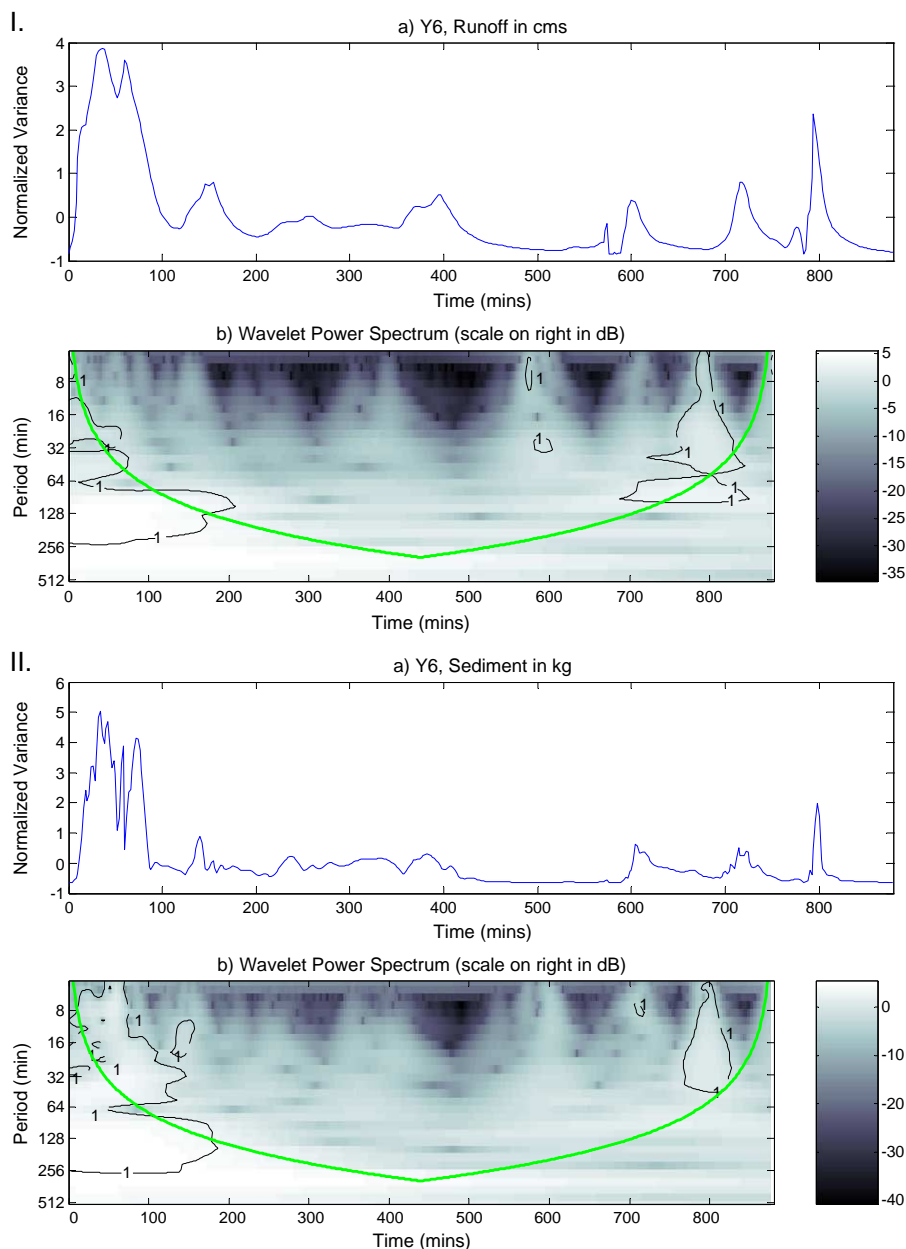 I.
a) Y6, Runoff in cms
Normalized Variance
4
3
2
1
0
-1
0 100 200 300 400 500 600 700 800
Time (mins)
b) Wavelet Power Spectrum (scale on right in dB)
Period (min)
8
16
32
64
128
256
512
1 1 1 1 1 1 1 1 1
0 100 200 300 400 500 600 700 800
Time (mins)
5
0
-5
-10
-15
-20
-25
-30
-35
II.
a) Y6, Sediment in kg
Normalized Variance
6
5
4
3
2
1
0
-1
0 100 200 300 400 500 600 700 800
Time (mins)
b) Wavelet Power Spectrum (scale on right in dB)
Period (min)
8
16
32
64
128
256
512
1 1 1 1 1 1 1 1 1 1
0 100 200 300 400 500 600 700 800
Time (mins)
0
-10
-20
-30
-40